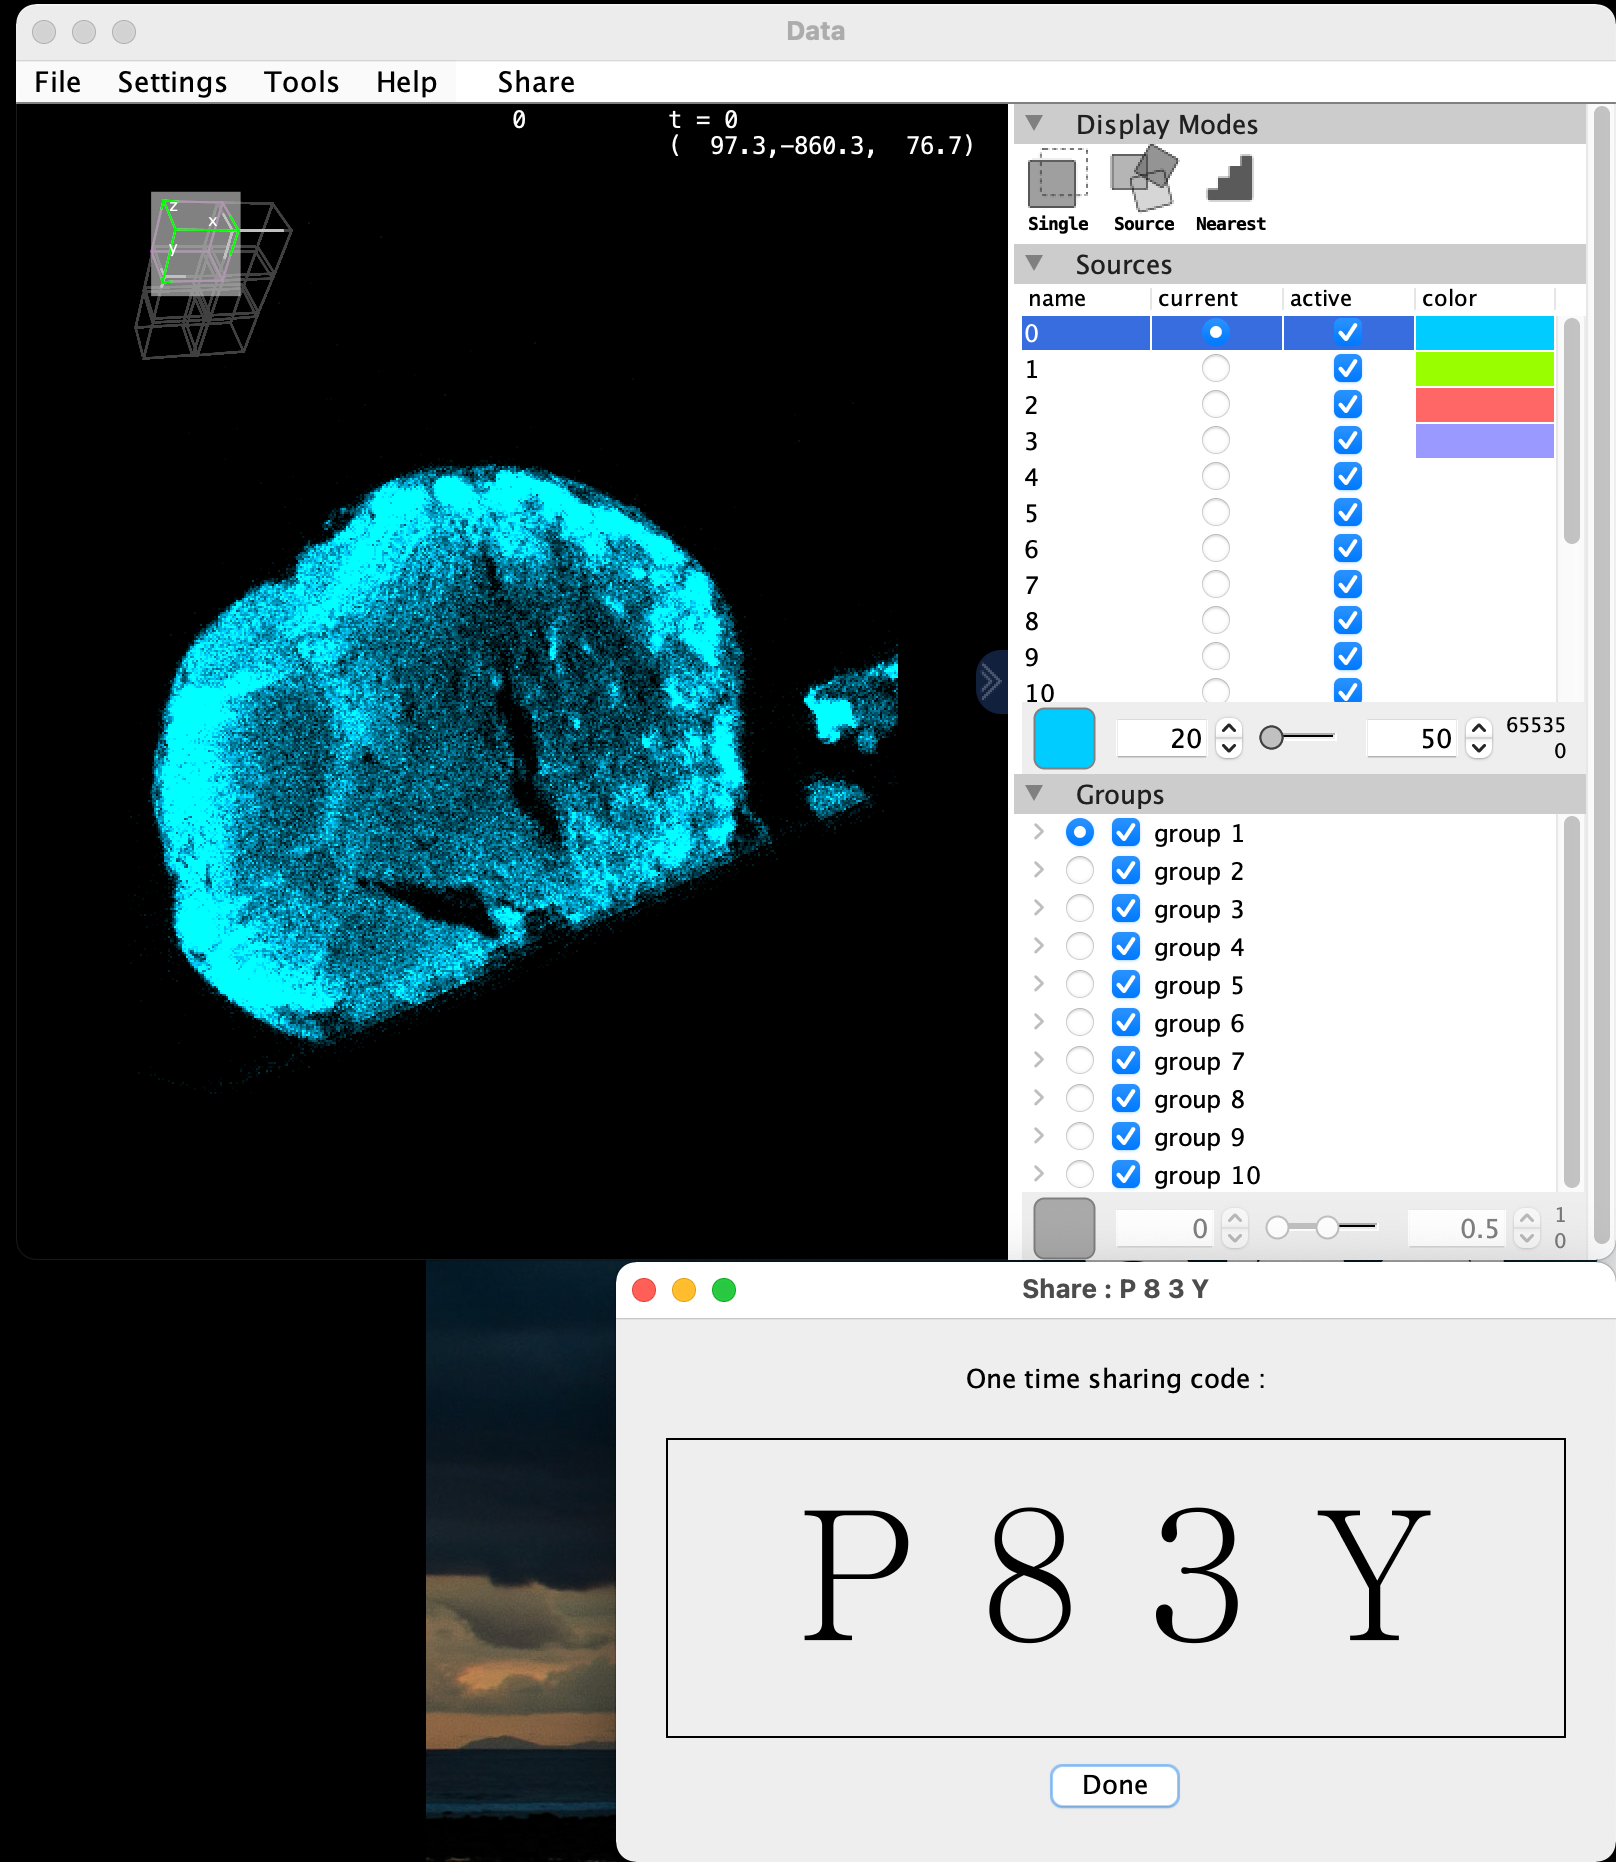 Data
File Settings Tools Help Share
0 t = 0
( 97.3,-860.3, 76.7)
z
x
y
Display Modes
Single Source Nearest
Sources
name current active color
0
1
2
3
4
5
6
7
8
9
10
20 50 65535
0
Groups
group 1
group 2
group 3
group 4
group 5
group 6
group 7
group 8
group 9
group 10
0 0.5 1
0
Share : P 8 3 Y
One time sharing code :
P 8 3 Y
Done